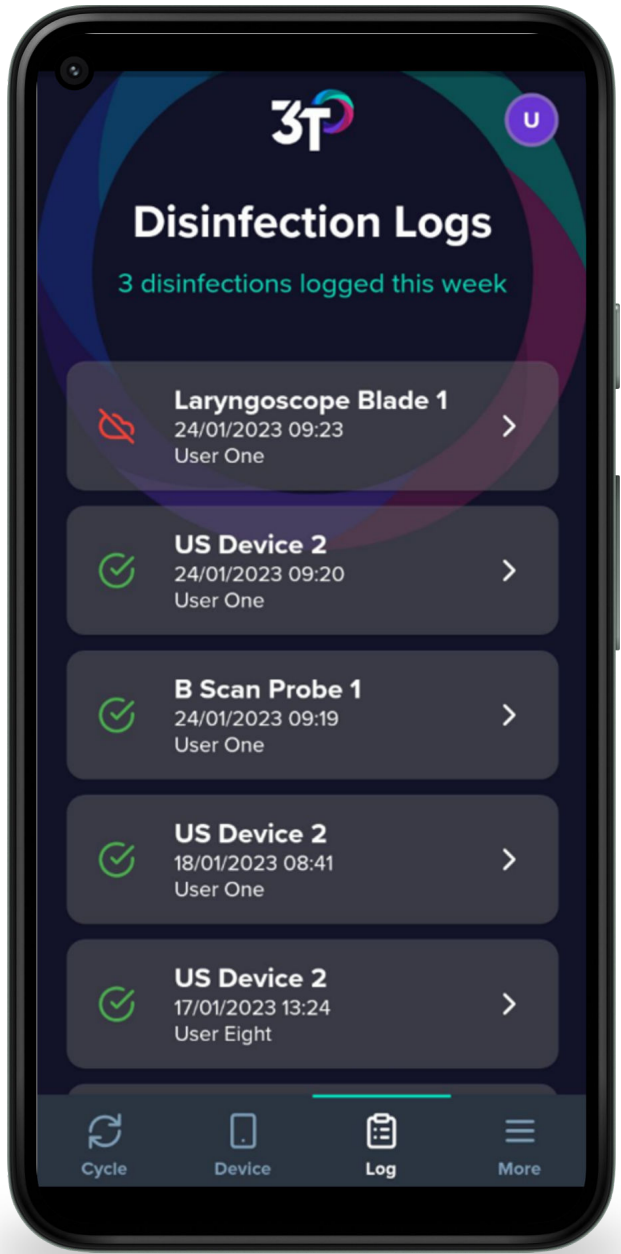 3T
U
Disinfection Logs
3 disinfections logged this week
Laryngoscope Blade 1
24/01/2023 09:23
User One
US Device 2
24/01/2023 09:20
User One
B Scan Probe 1
24/01/2023 09:19
User One
US Device 2
18/01/2023 08:41
User One
US Device 2
17/01/2023 13:24
User Eight
Cycle
Device
Log
More